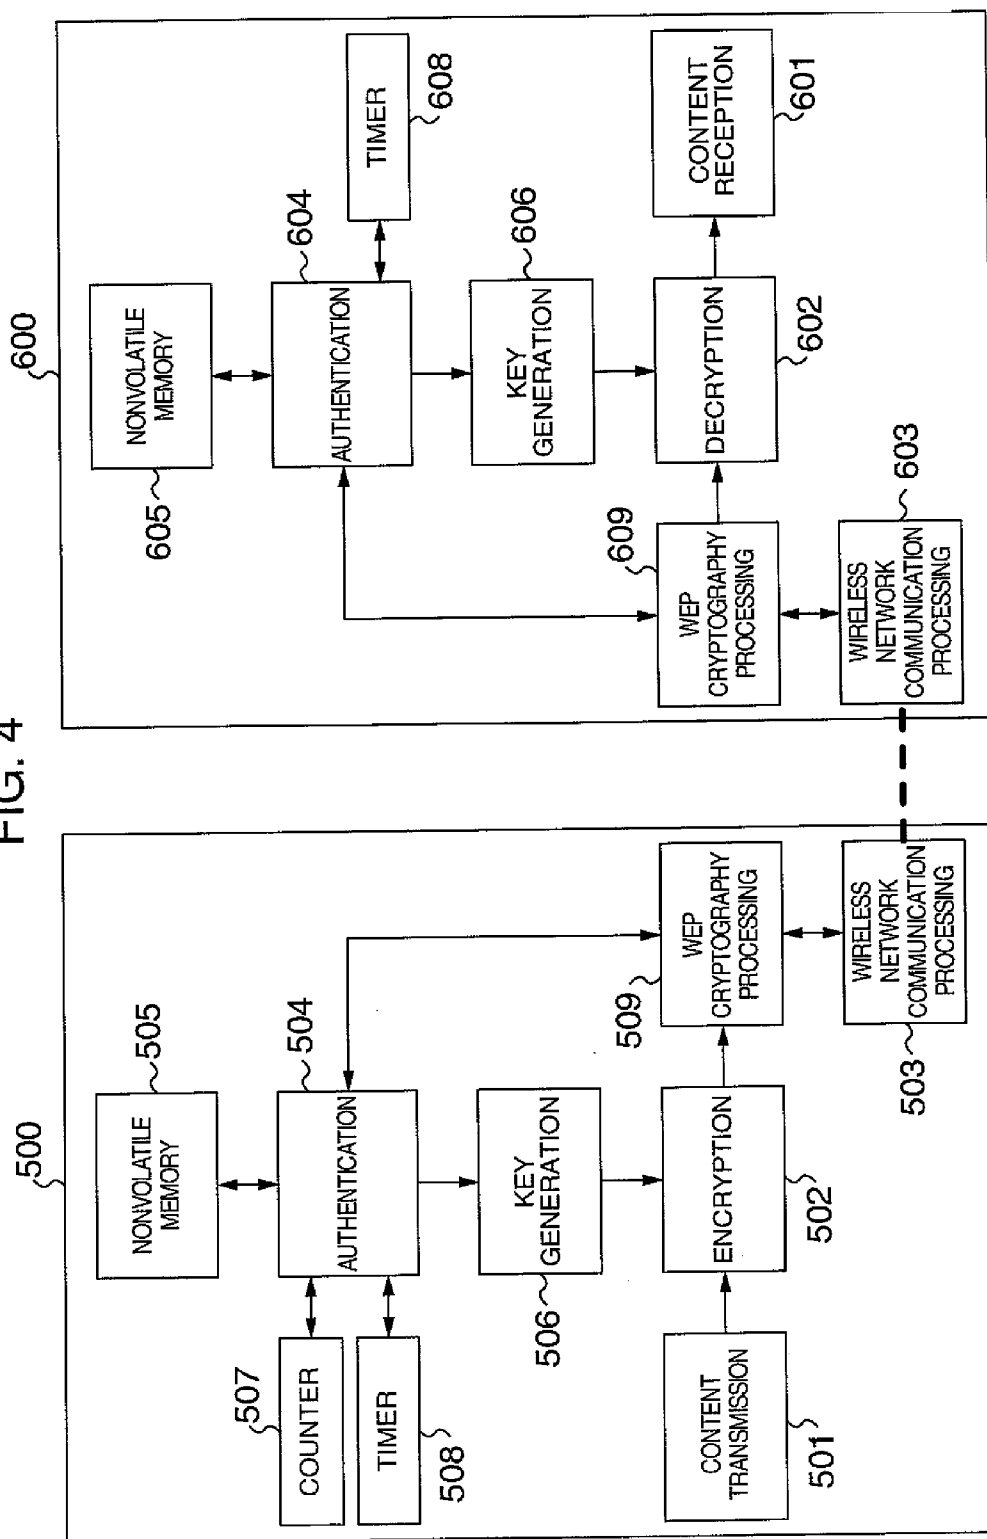 FIG. 4
500
NONVOLATILE
MEMORY
505
504
AUTHENTICATION
507
COUNTER
TIMER
508
KEY
GENERATION
506
CONTENT
TRANSMISSION
501
ENCRYPTION
502
509
WEP
CRYPTOGRAPHY
PROCESSING
WIRELESS
NETWORK
COMMUNICATION
PROCESSING
503
600
NONVOLATILE
MEMORY
605
604
AUTHENTICATION
TIMER
608
606
KEY
GENERATION
609
WEP
CRYPTOGRAPHY
PROCESSING
DECRYPTION
602
CONTENT
RECEPTION
601
603
WIRELESS
NETWORK
COMMUNICATION
PROCESSING